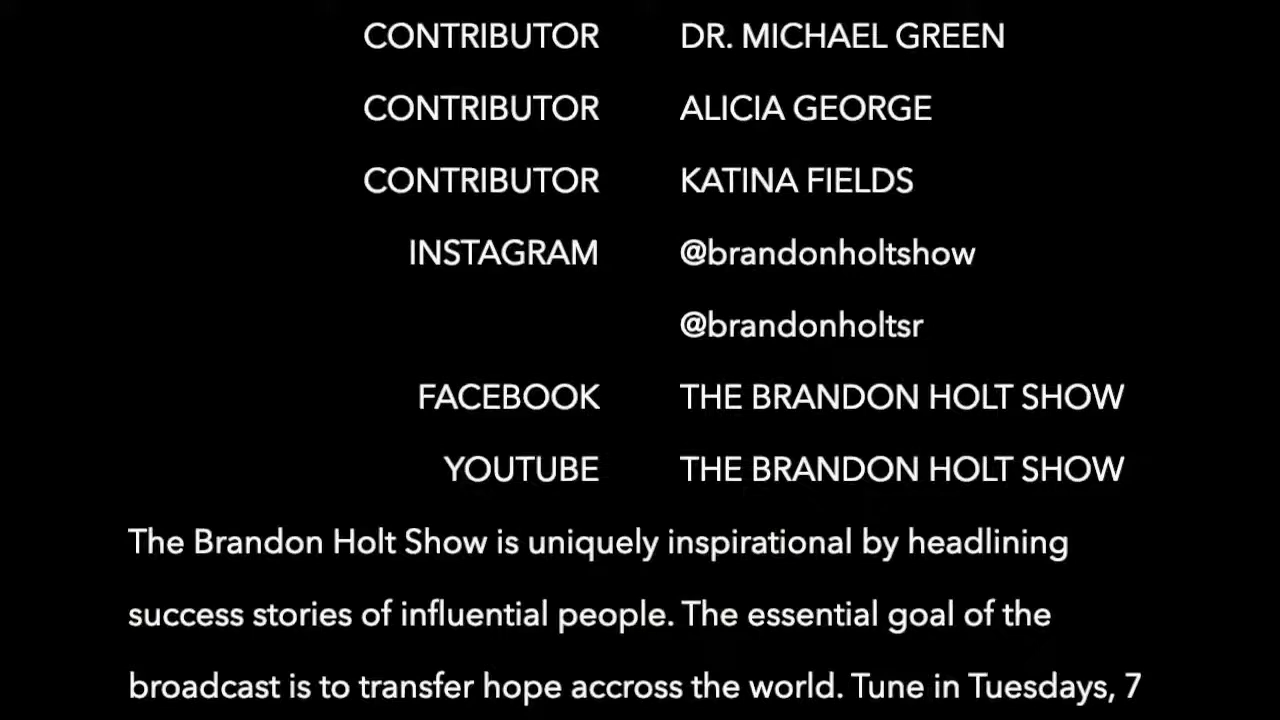 CONTRIBUTOR DR. MICHAEL GREEN
CONTRIBUTOR ALICIA GEORGE
CONTRIBUTOR KATINA FIELDS
INSTAGRAM @brandonholtshow
@brandonholtsr
FACEBOOK THE BRANDON HOLT SHOW
YOUTUBE THE BRANDON HOLT SHOW
The Brandon Holt Show is uniquely inspirational by headlining
success stories of influential people. The essential goal of the
broadcast is to transfer hope accross the world. Tune in Tuesdays, 7